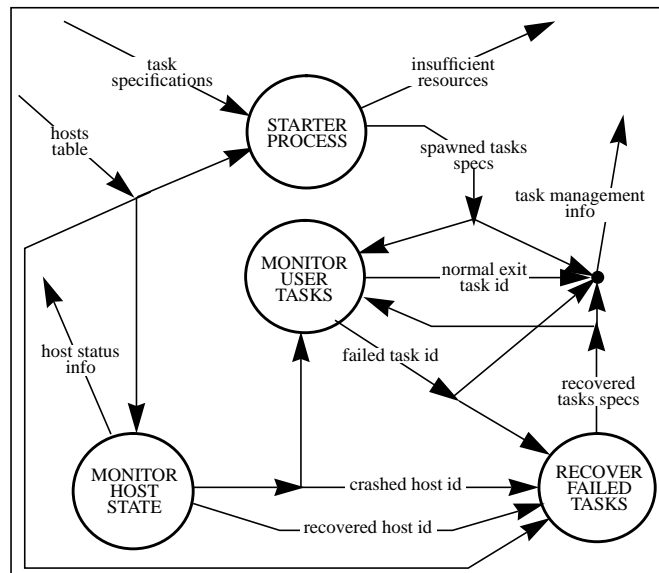 task
specifications
insufficient
resources
hosts
table
STARTER
PROCESS
spawned tasks
specs
task management
info
MONITOR
USER
TASKS
normal exit
task id
host status
info
failed task id
recovered
tasks specs
MONITOR
HOST
STATE
crashed host id
RECOVER
FAILED
TASKS
recovered host id